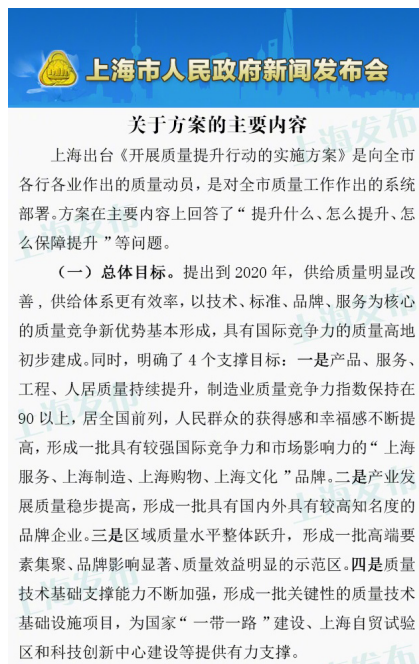 上海市人民政府新闻发布会
关于方案的主要内容
上海出台《开展质量提升行动的实施方案》是向全市
各行各业作出的质量动员，是对全市质量工作作出的系统
部署。方案在主要内容上回答了“提升什么、怎么提升、怎
么保障提升”等问题。
（一）总体目标。提出到2020年，供给质量明显改
善，供给体系更有效率，以技术、标准、品牌、服务为核心
的质量竞争新优势基本形成，具有国际竞争力的质量高地
初步建成。同时，明确了4个支撑目标：一是产品、服务、
工程、人居质量持续提升，制造业质量竞争力指数保持在
90以上，居全国前列，人民群众的获得感和幸福感不断提
高，形成一批具有较强国际竞争力和市场影响力的“上海
服务、上海制造、上海购物、上海文化”品牌。二是产业发
展质量稳步提高，形成一批具有国内外具有较高知名度的
品牌企业。三是区域质量水平整体跃升，形成一批高端要
素集聚、品牌影响显著、质量效益明显的示范区。四是质量
技术基础支撑能力不断加强，形成一批关键性的质量技术
基础设施项目，为国家“一带一路”建设、上海自贸试验
区和科技创新中心建设等提供有力支撑。